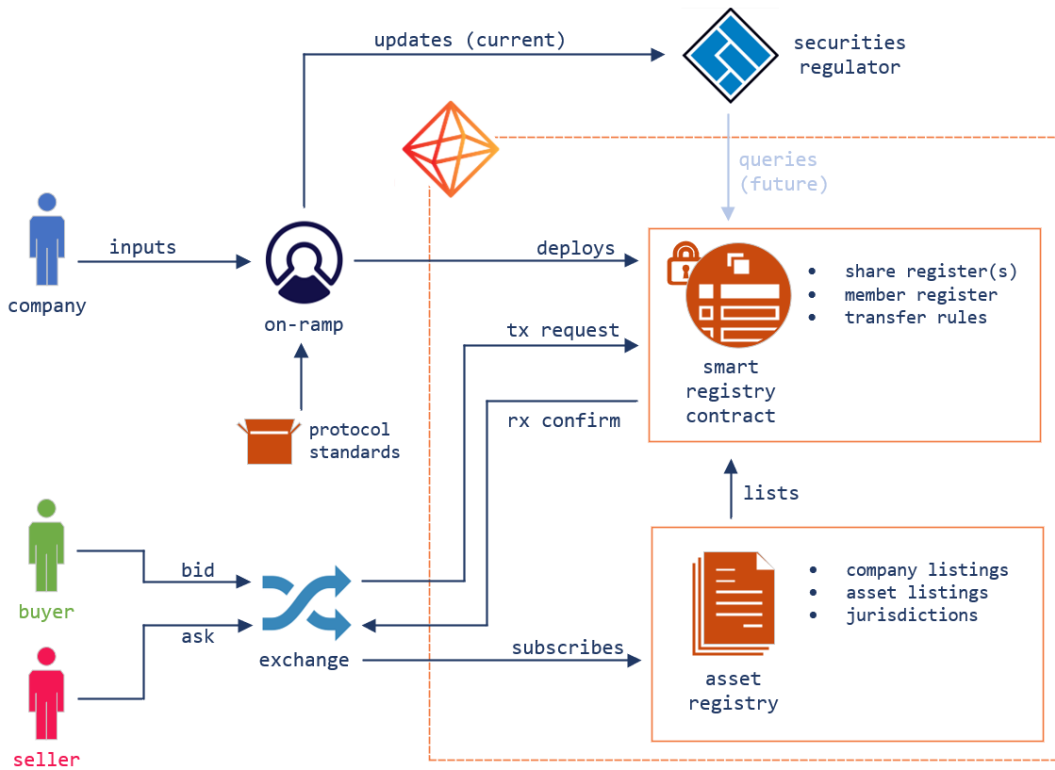 updates (current)
securities
regulator
queries
(future)
inputs
company
on-ramp
deploys
• share register(s)
• member register
• transfer rules
smart
registry
contract
tx request
rx confirm
protocol
standards
lists
buyer
bid
ask
seller
exchange
subscribes
• company listings
• asset listings
• jurisdictions
asset
registry